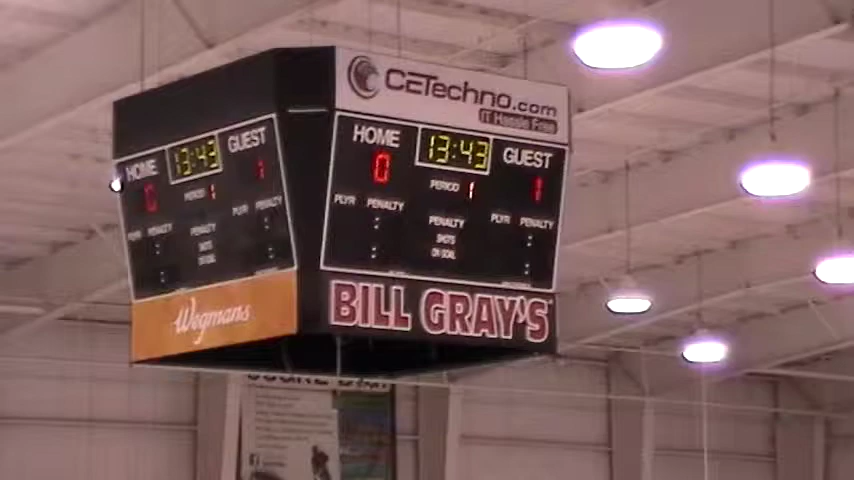 CETechno.com
IT Hassle Free
HOME 13:43 GUEST
0 1
PERIOD 1
PLYR PENALTY PENALTY PLYR PENALTY
SHOTS
ON GOAL
BILL GRAY'S
HOME 13:43 GUEST
0 1
PERIOD 1
PLYR PENALTY PENALTY PLYR PENALTY
SHOTS
ON GOAL
Wegmans